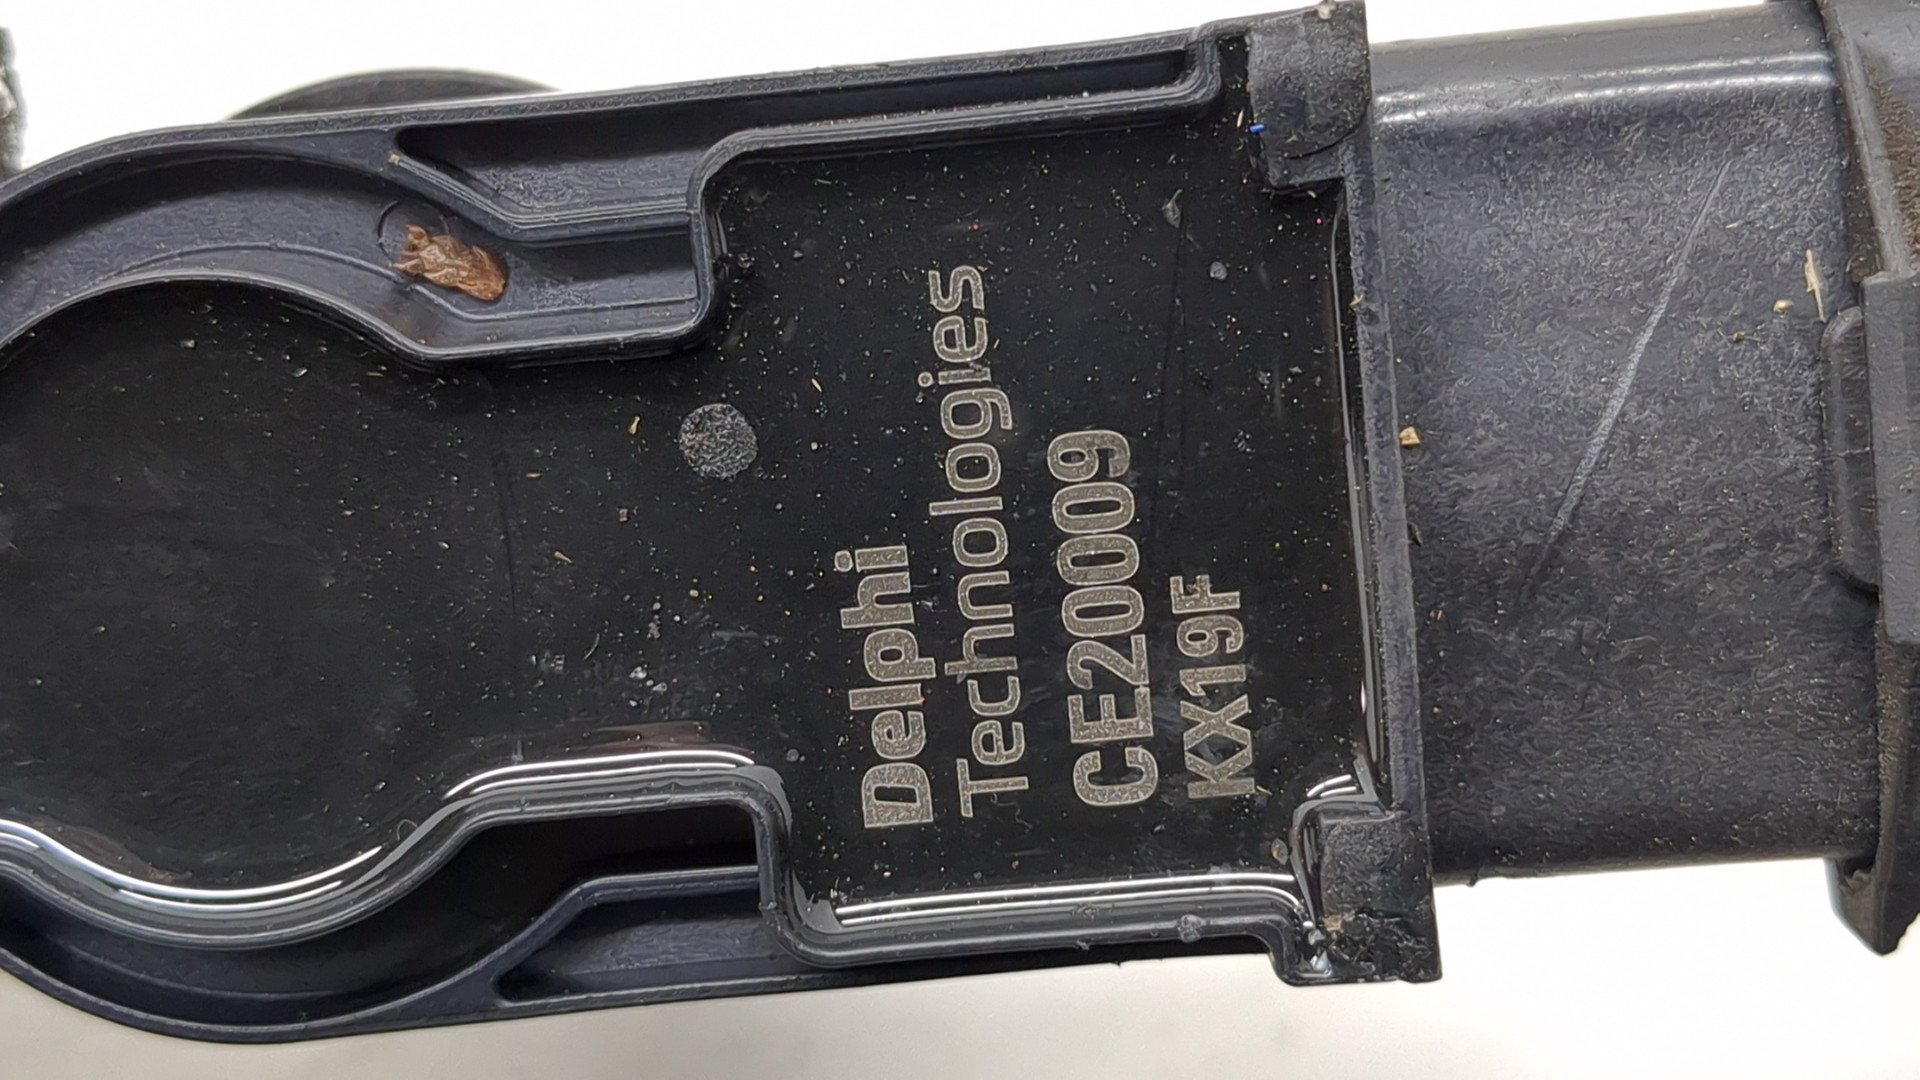 Delphi
Technologies
CE20009
KX19F